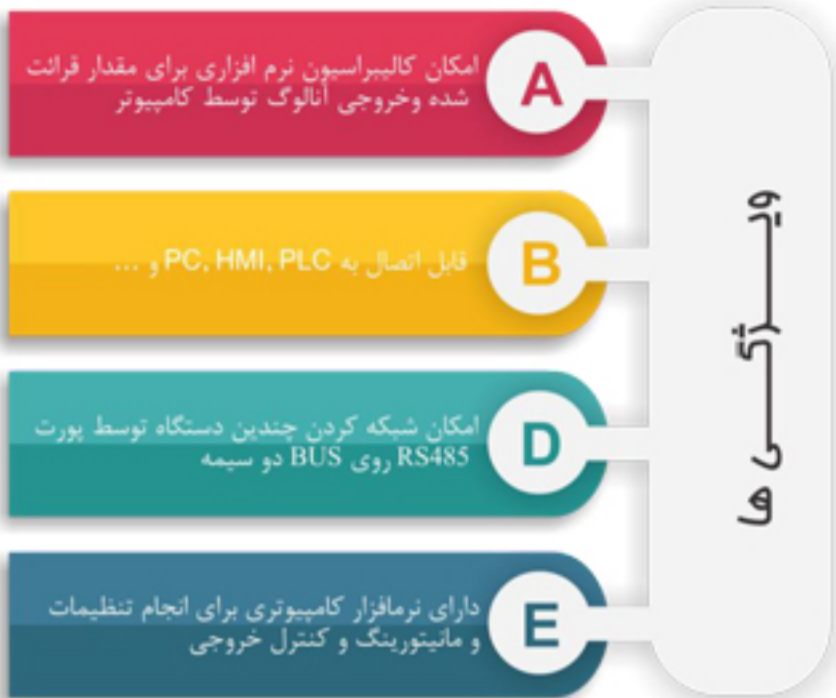 ویـــژگـــی ها
A
امکان کالیبراسیون نرم افزاری برای مقدار قرائت
شده وخروجی آنالوگ توسط کامپیوتر
B
قابل اتصال به PC, HMI, PLC و ...
D
امکان شبکه کردن چندین دستگاه توسط پورت
RS485 روی BUS دو سیمه
E
دارای نرمافزار کامپیوتری برای انجام تنظیمات
و مانیتورینگ و کنترل خروجی